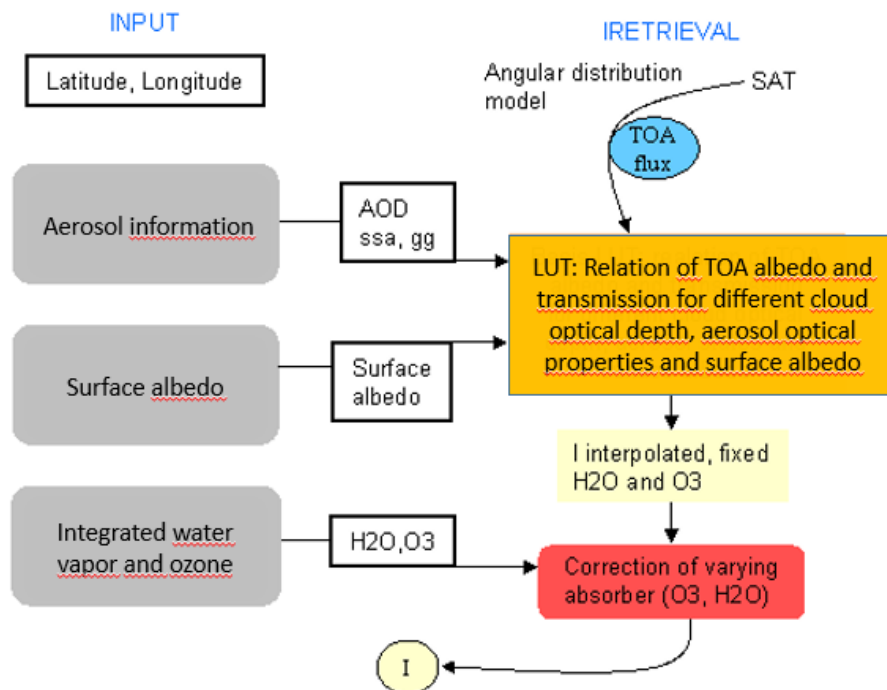 INPUT
IRETRIEVAL
Latitude, Longitude
Angular distribution
model
SAT
TOA
flux
Aerosol information
AOD
ssa, gg
LUT: Relation of TOA albedo and
transmission for different cloud
optical depth, aerosol optical
properties and surface albedo
Surface albedo
Surface
albedo
I interpolated, fixed
H2O and O3
Integrated water
vapor and ozone
H2O,O3
Correction of varying
absorber (O3, H2O)
I